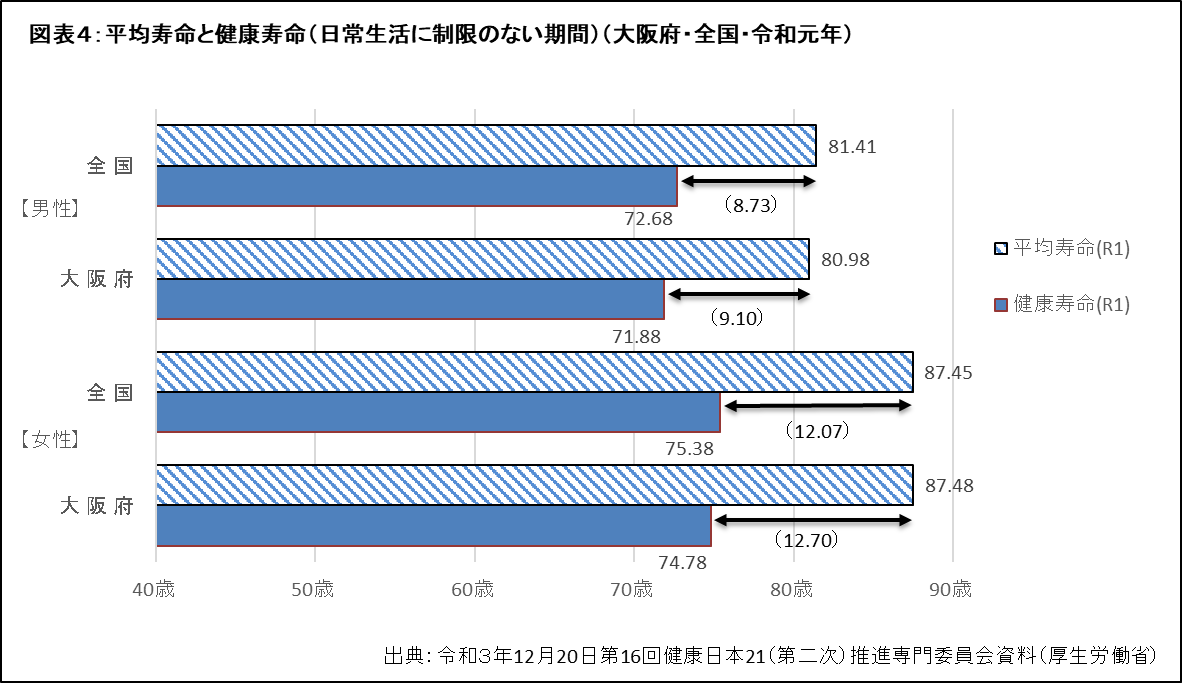 図表４：平均寿命と健康寿命（日常生活に制限のない期間）（大阪府・全国・令和元年）
全国
81.41
【男性】
（8.73）
72.68
大阪府
80.98
（9.10）
71.88
平均寿命(R1)
健康寿命(R1)
全国
87.45
【女性】
（12.07）
75.38
大阪府
87.48
（12.70）
74.78
40歳 50歳 60歳 70歳 80歳 90歳
出典：令和３年12月20日第16回健康日本21（第二次）推進専門委員会資料（厚生労働省）